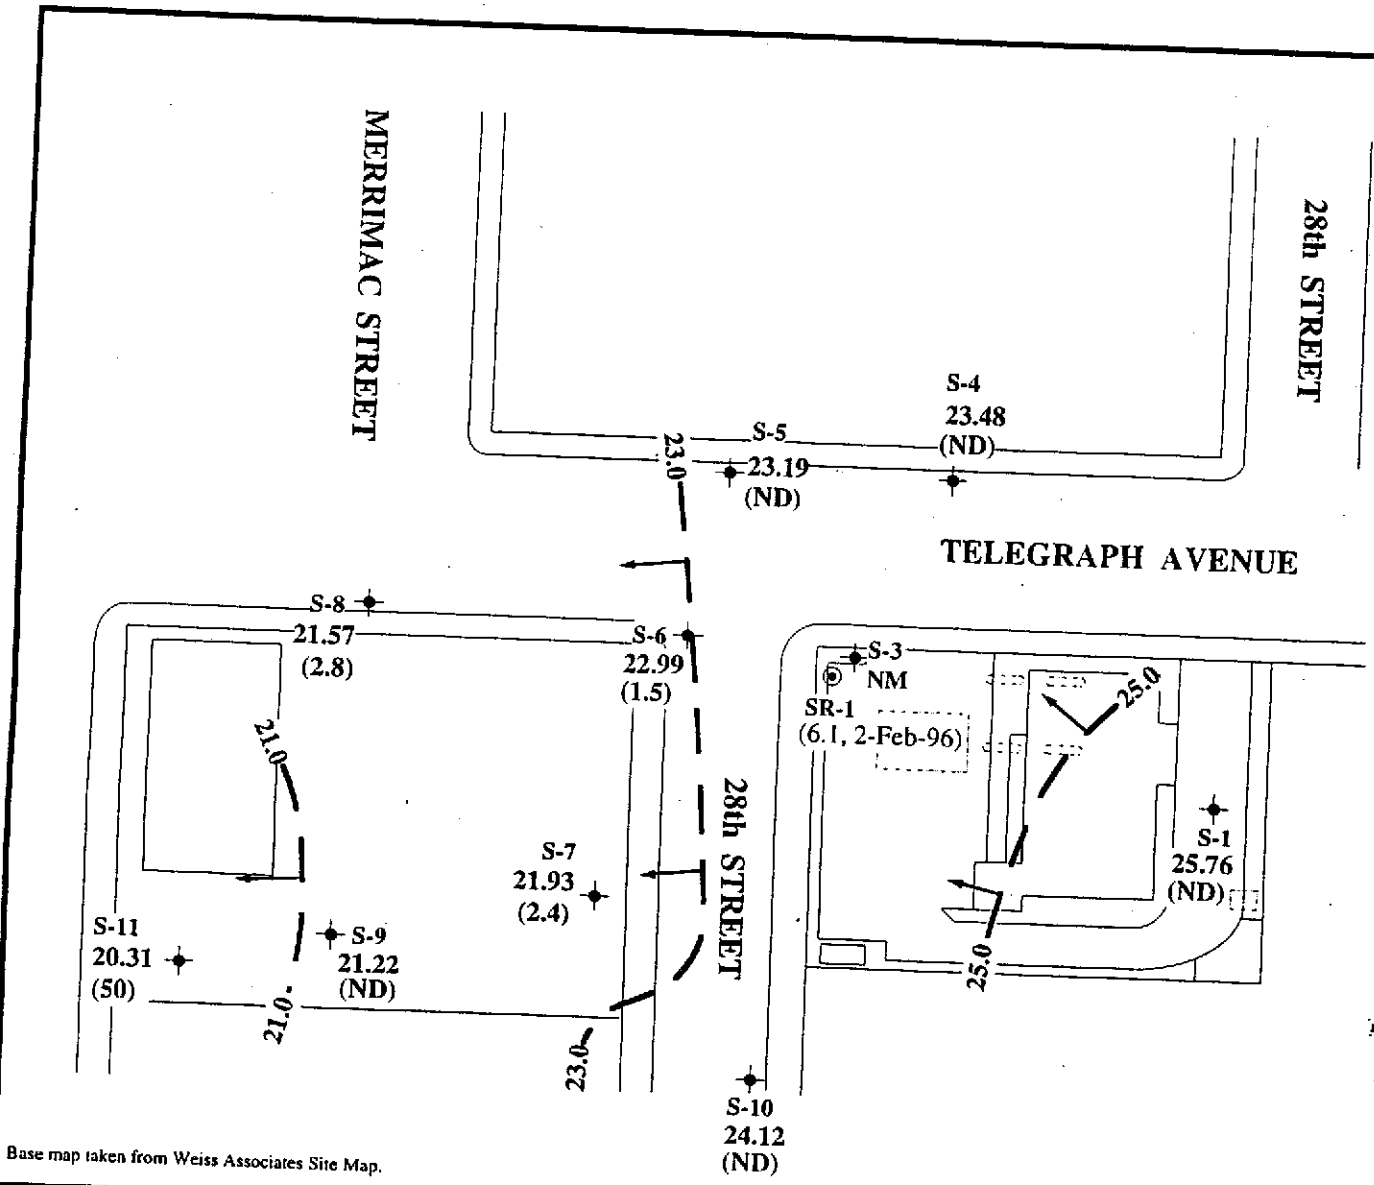 MERRIMAC STREET
28th STREET
S-4
23.48
(ND)
S-5
23.19
(ND)
23.0
TELEGRAPH AVENUE
S-8
21.57
(2.8)
S-6
22.99
(1.5)
S-3
NM
SR-1
(6.1, 2-Feb-96)
25.0
21.0
28th STREET
S-1
25.76
(ND)
S-7
21.93
(2.4)
S-11
20.31
(50)
S-9
21.22
(ND)
25.0
21.0
23.0
S-10
24.12
(ND)
Base map taken from Weiss Associates Site Map.